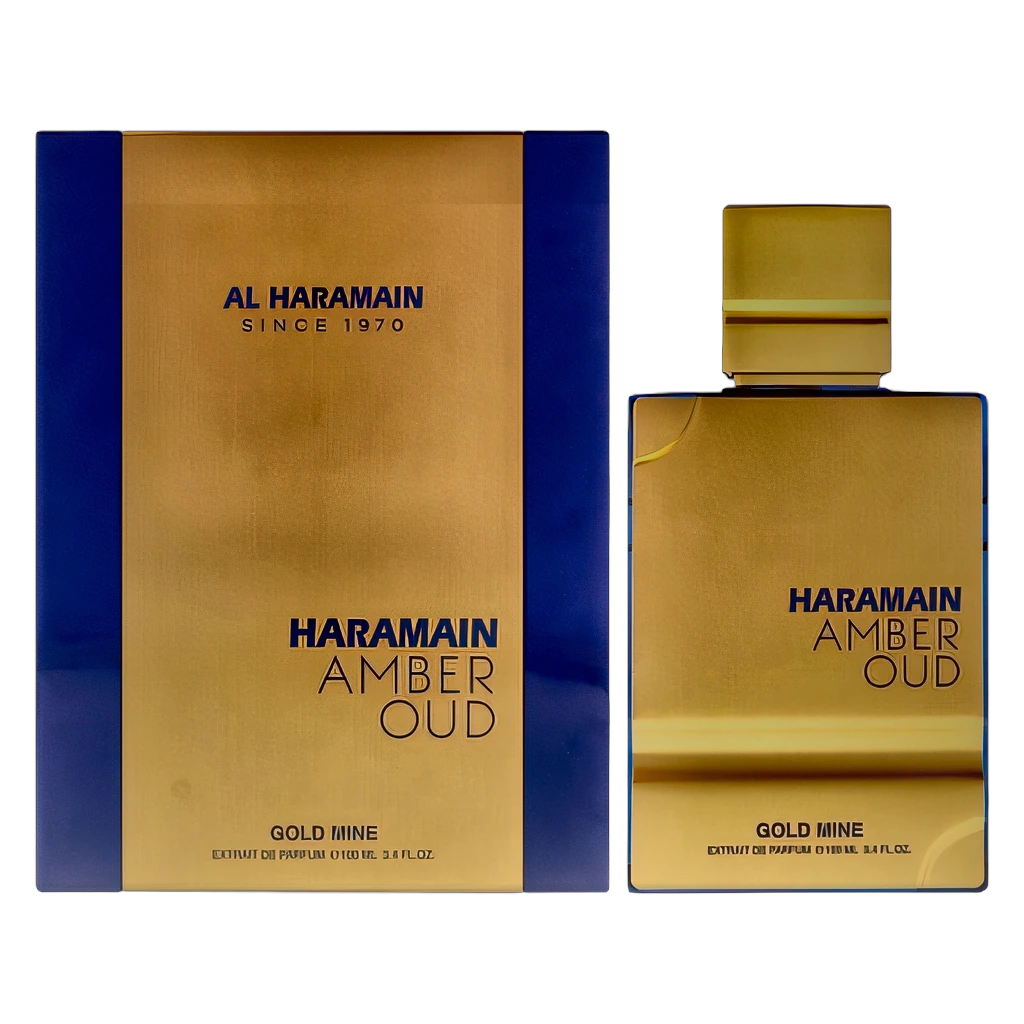 AL HARAMAIN
SINCE 1970
HARAMAIN
AMBER
OUD
GOLD MINE
HARAMAIN
AMBER
OUD
GOLD MINE